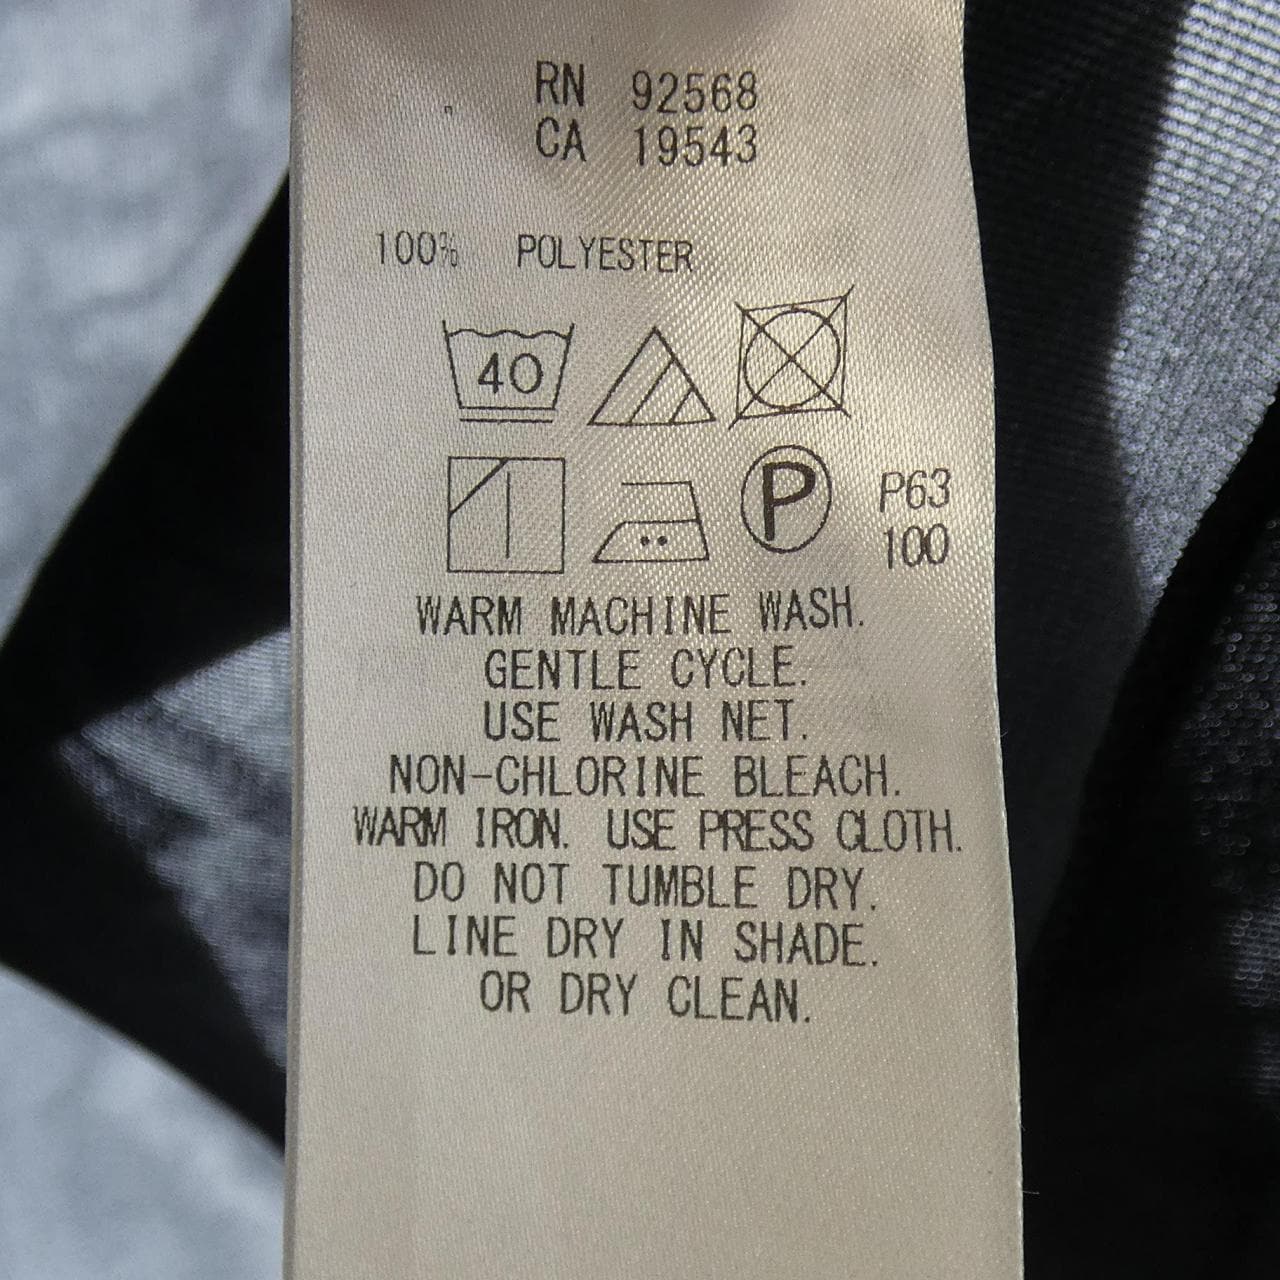 RN 92568
CA 19543
100% POLYESTER
40
P
P63
100
WARM MACHINE WASH.
GENTLE CYCLE.
USE WASH NET.
NON-CHLORINE BLEACH.
WARM IRON. USE PRESS CLOTH.
DO NOT TUMBLE DRY.
LINE DRY IN SHADE.
OR DRY CLEAN.